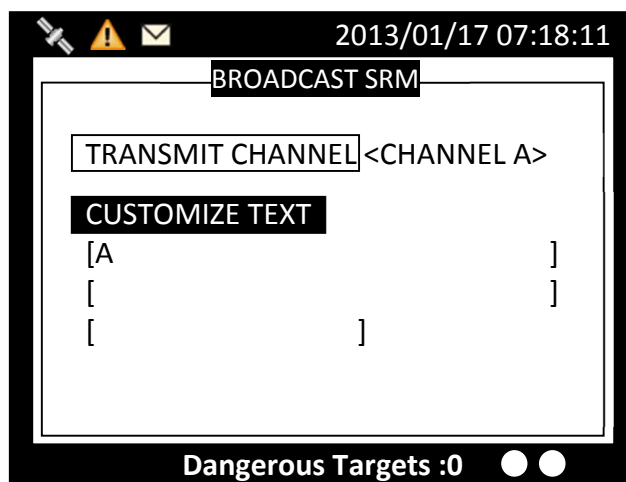 2013/01/17 07:18:11
BROADCAST SRM
TRANSMIT CHANNEL <CHANNEL A>
CUSTOMIZE TEXT
[A ]
[ ]
[ ]
Dangerous Targets :0